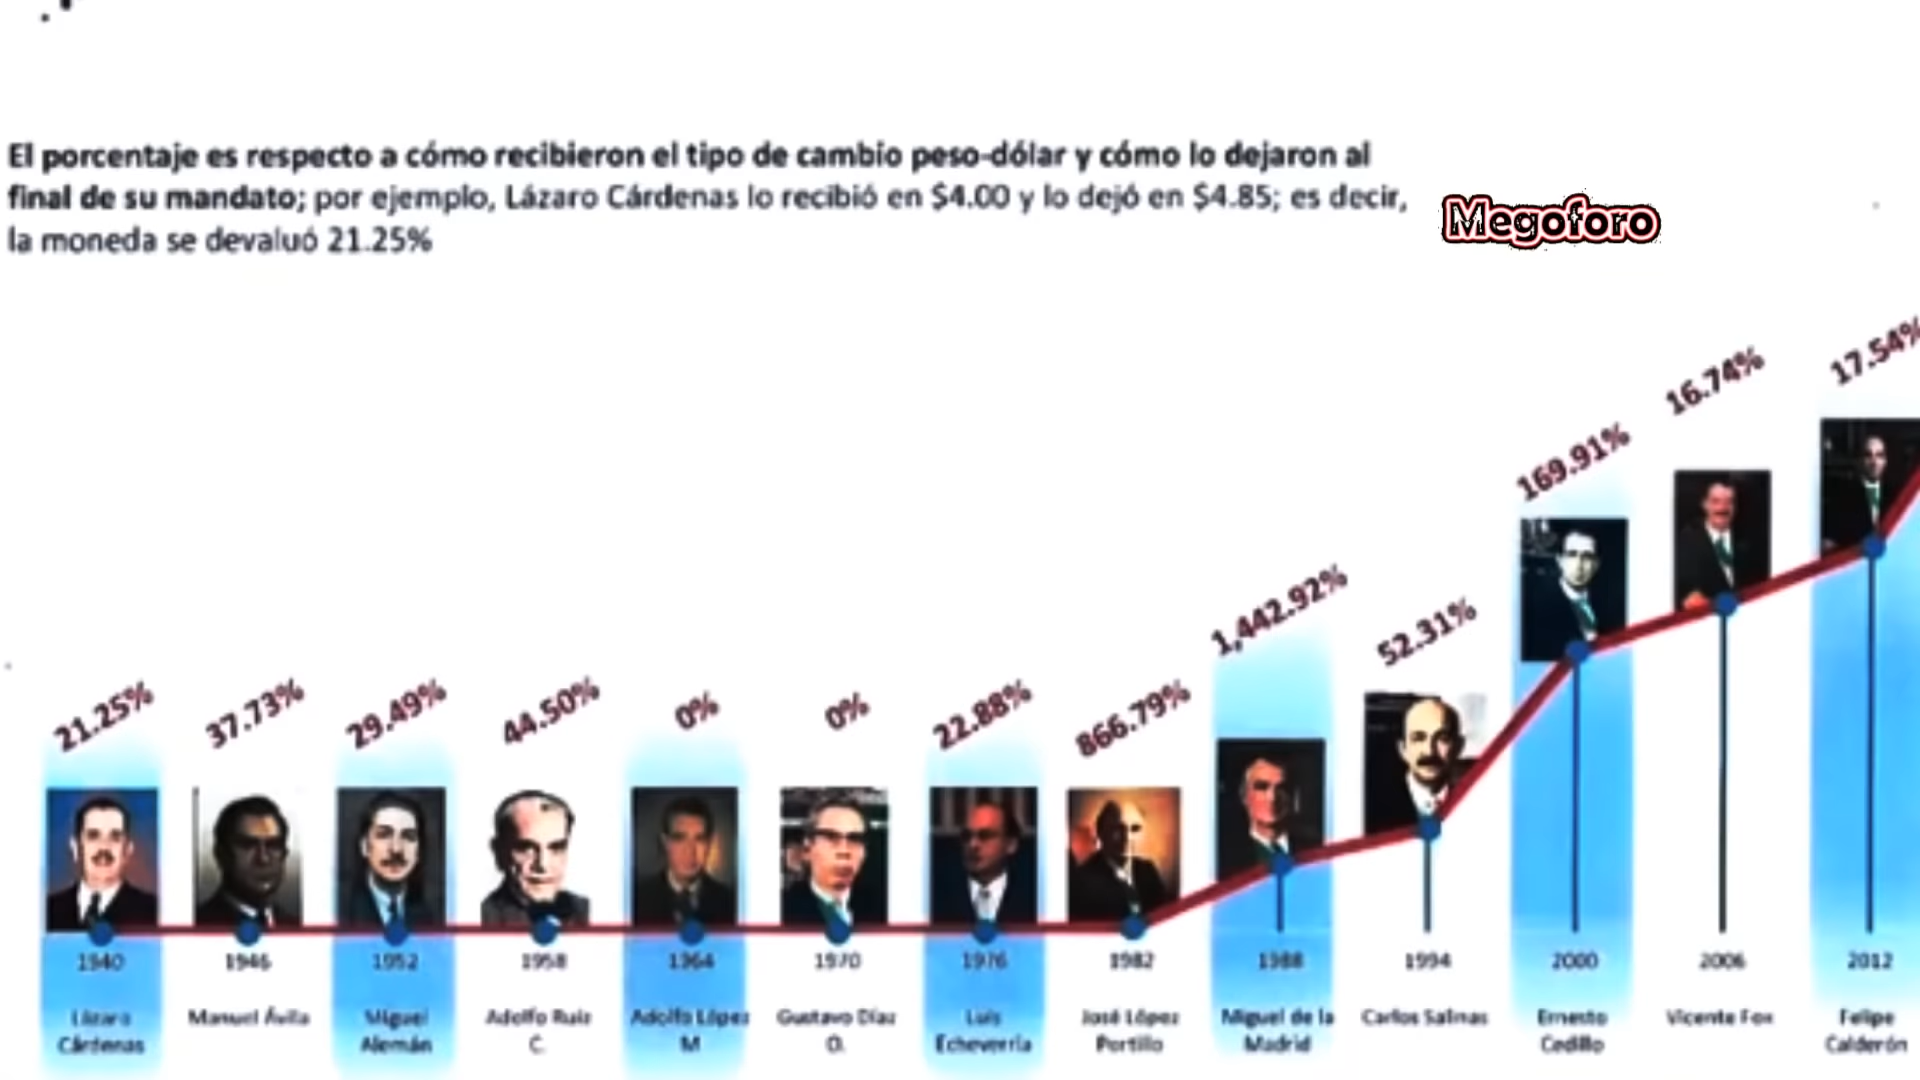 El porcentaje es respecto a cómo recibieron el tipo de cambio peso-dólar y cómo lo dejaron al
final de su mandato; por ejemplo, Lázaro Cárdenas lo recibió en $4.00 y lo dejó en $4.85; es decir,
la moneda se devaluó 21.25%
Megoforo
21.25%
37.73%
29.49%
44.50%
0%
0%
22.88%
866.79%
1,442.92%
52.31%
169.91%
16.74%
17.54%
1940
1946
1952
1958
1964
1970
1976
1982
1988
1994
2000
2006
2012
Lázaro
Cárdenas
Manuel Ávila
Miguel
Alemán
Adolfo Ruiz
C.
Adolfo López
M
Gustavo Díaz
O.
Luis
Echeverría
José López
Portillo
Miguel de la
Madrid
Carlos Salinas
Ernesto
Cedillo
Vicente Fox
Felipe
Calderón